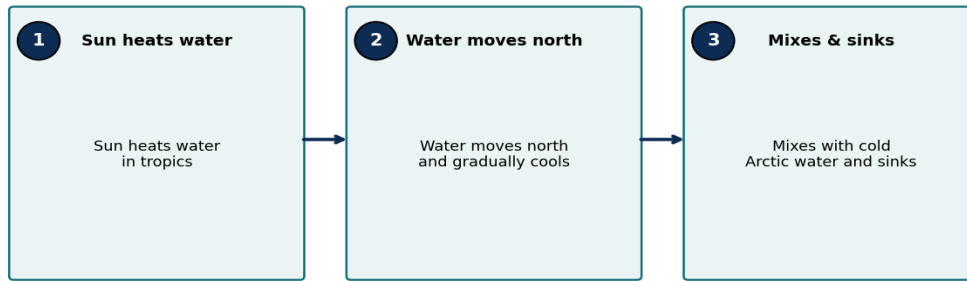 1 Sun heats water
Sun heats water
in tropics
2 Water moves north
Water moves north
and gradually cools
3 Mixes & sinks
Mixes with cold
Arctic water and sinks